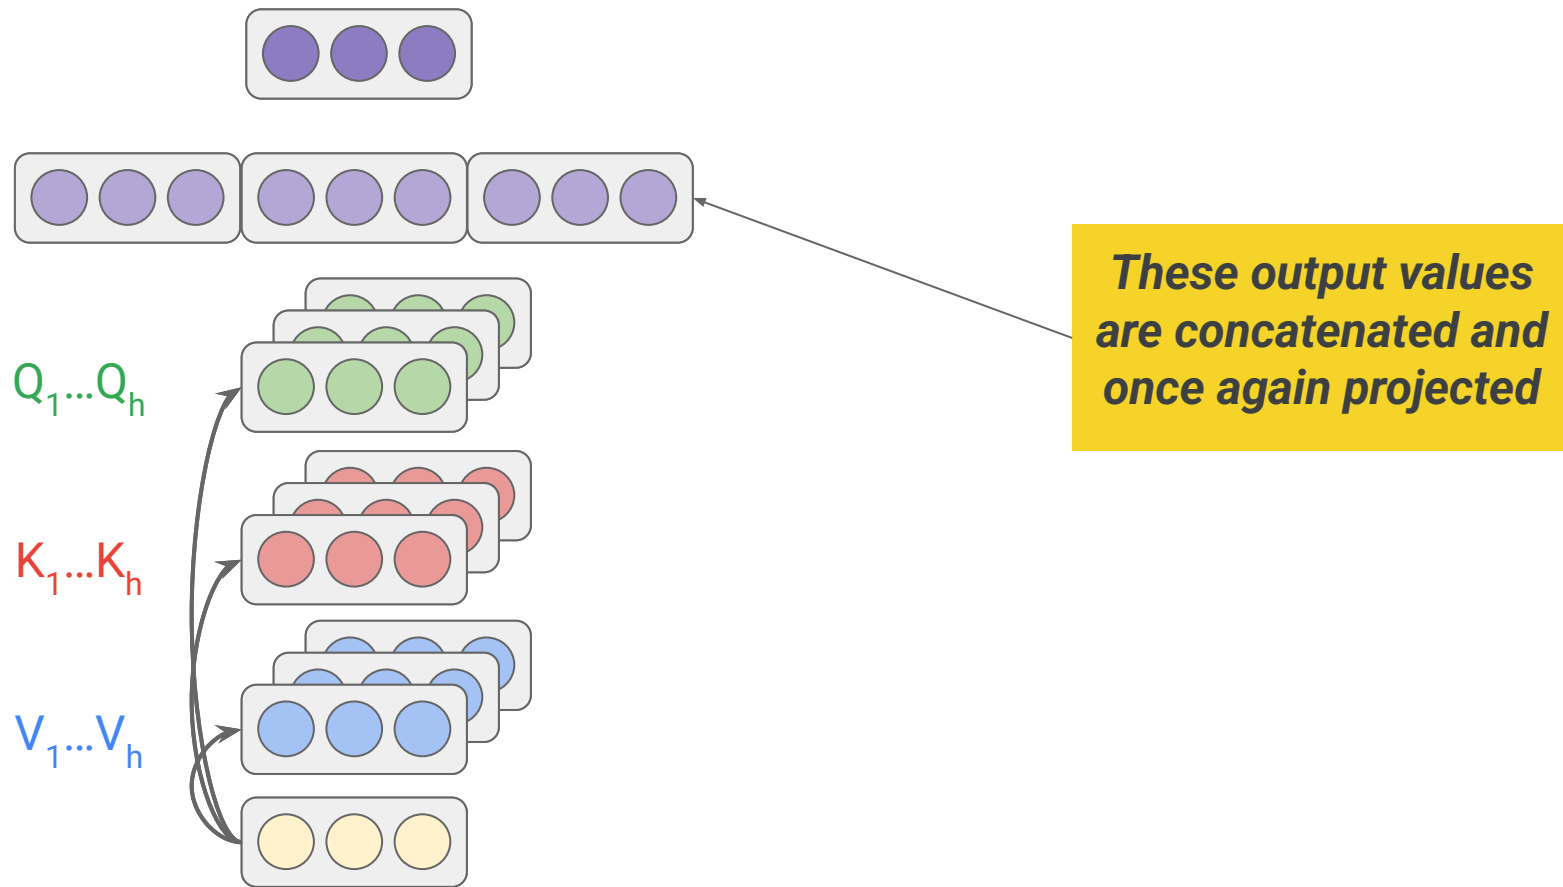 These output values
are concatenated and
once again projected
Q₁...Qₕ
K₁...Kₕ
V₁...Vₕ